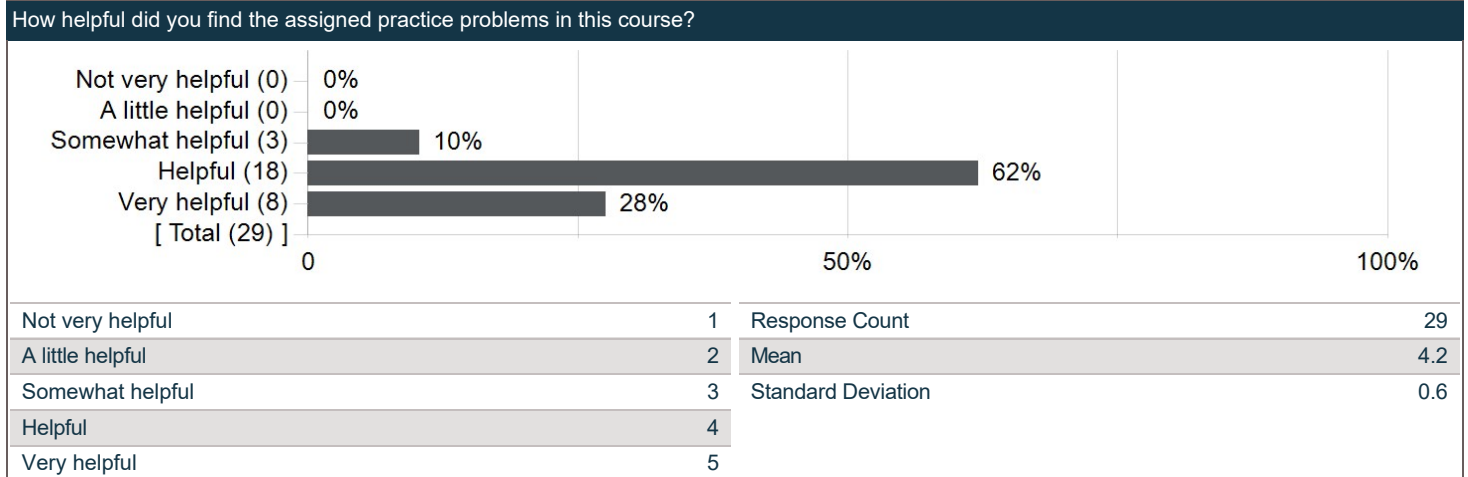 How helpful did you find the assigned practice problems in this course?
Not very helpful (0) 0%
A little helpful (0) 0%
Somewhat helpful (3) 10%
Helpful (18) 62%
Very helpful (8) 28%
[ Total (29) ]
0 50% 100%
Not very helpful 1 Response Count 29
A little helpful 2 Mean 4.2
Somewhat helpful 3 Standard Deviation 0.6
Helpful 4
Very helpful 5